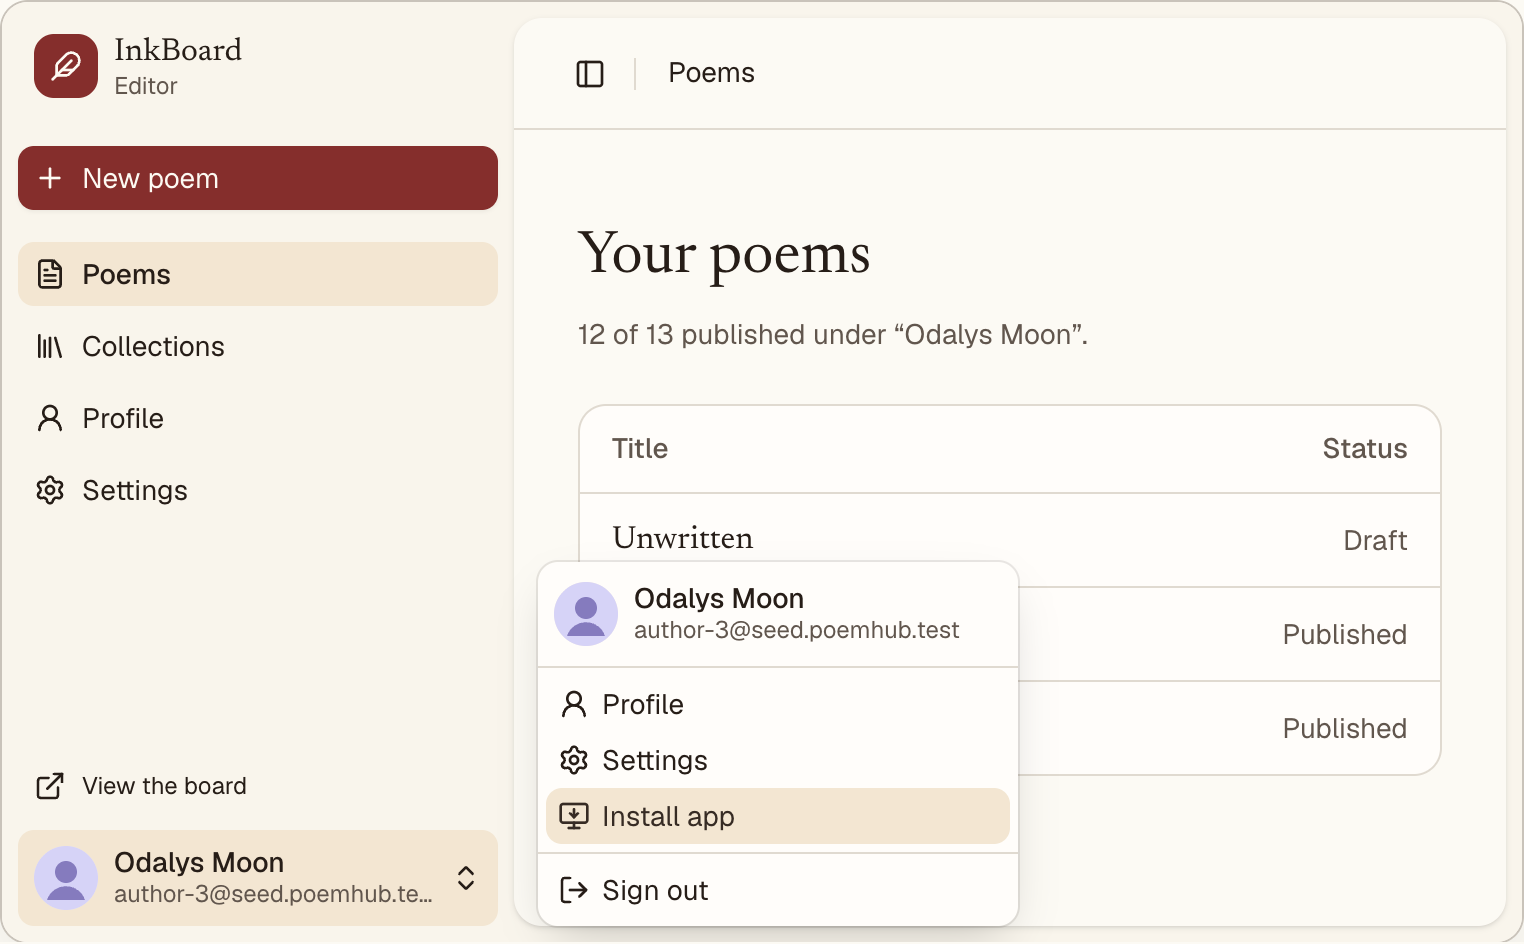 InkBoard
Editor
New poem
Poems
Collections
Profile
Settings
View the board
Odalys Moon
author-3@seed.poemhub.te…
Poems
Your poems
12 of 13 published under “Odalys Moon”.
Title Status
Unwritten Draft
Published
Published
Odalys Moon
author-3@seed.poemhub.test
Profile
Settings
Install app
Sign out